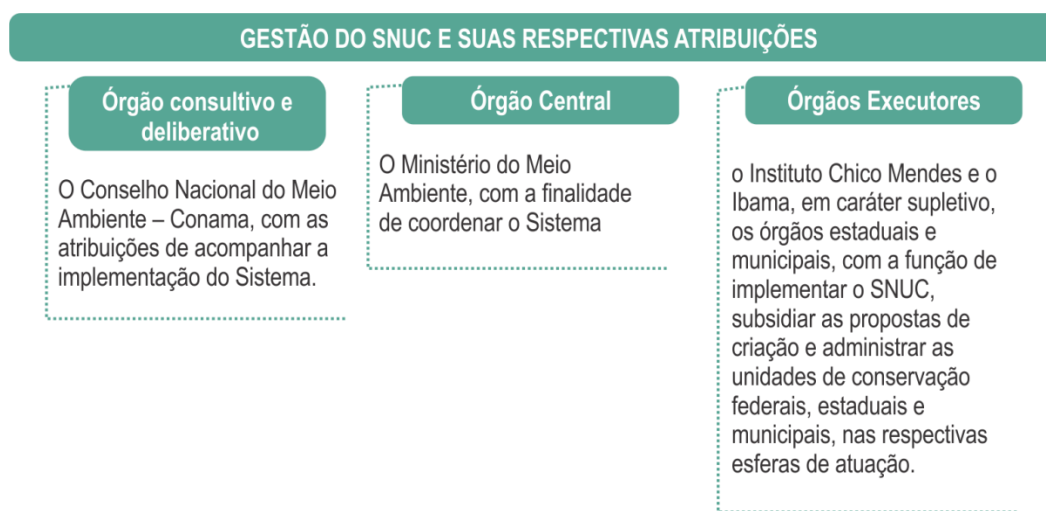 GESTÃO DO SNUC E SUAS RESPECTIVAS ATRIBUIÇÕES
Órgão consultivo e
deliberativo
O Conselho Nacional do Meio
Ambiente – Conama, com as
atribuições de acompanhar a
implementação do Sistema.
Órgão Central
O Ministério do Meio
Ambiente, com a finalidade
de coordenar o Sistema
Órgãos Executores
o Instituto Chico Mendes e o
Ibama, em caráter supletivo,
os órgãos estaduais e
municipais, com a função de
implementar o SNUC,
subsidiar as propostas de
criação e administrar as
unidades de conservação
federais, estaduais e
municipais, nas respectivas
esferas de atuação.